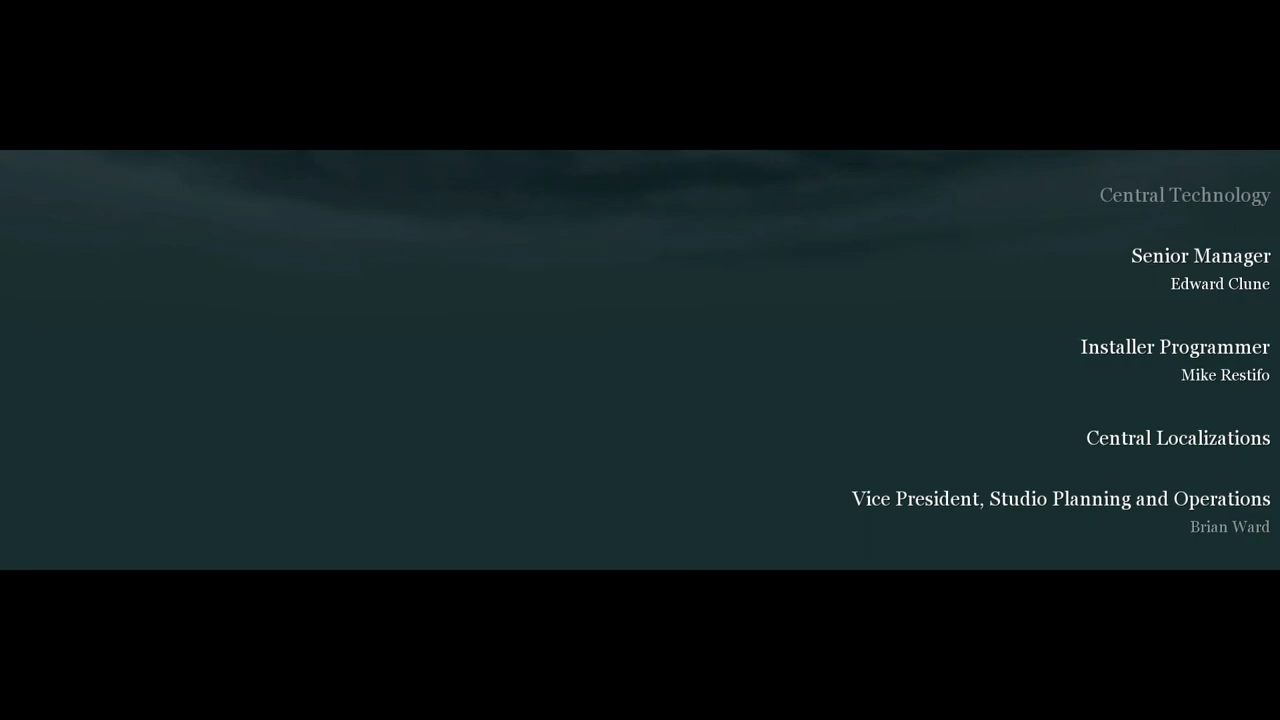 Central Technology
Senior Manager
Edward Clune
Installer Programmer
Mike Restifo
Central Localizations
Vice President, Studio Planning and Operations
Brian Ward